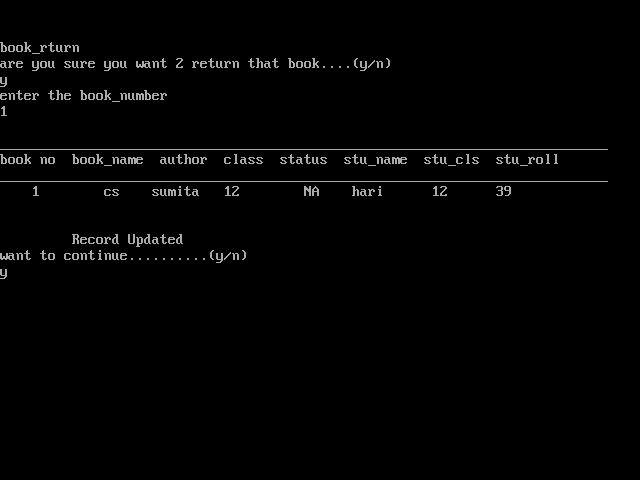 book_rturn
are you sure you want 2 return that book....(y/n)
y
enter the book_number
1
book no book_name author class status stu_name stu_cls stu_roll
1 cs sumita 12 NA hari 12 39
Record Updated
want to continue..........(y/n)
y